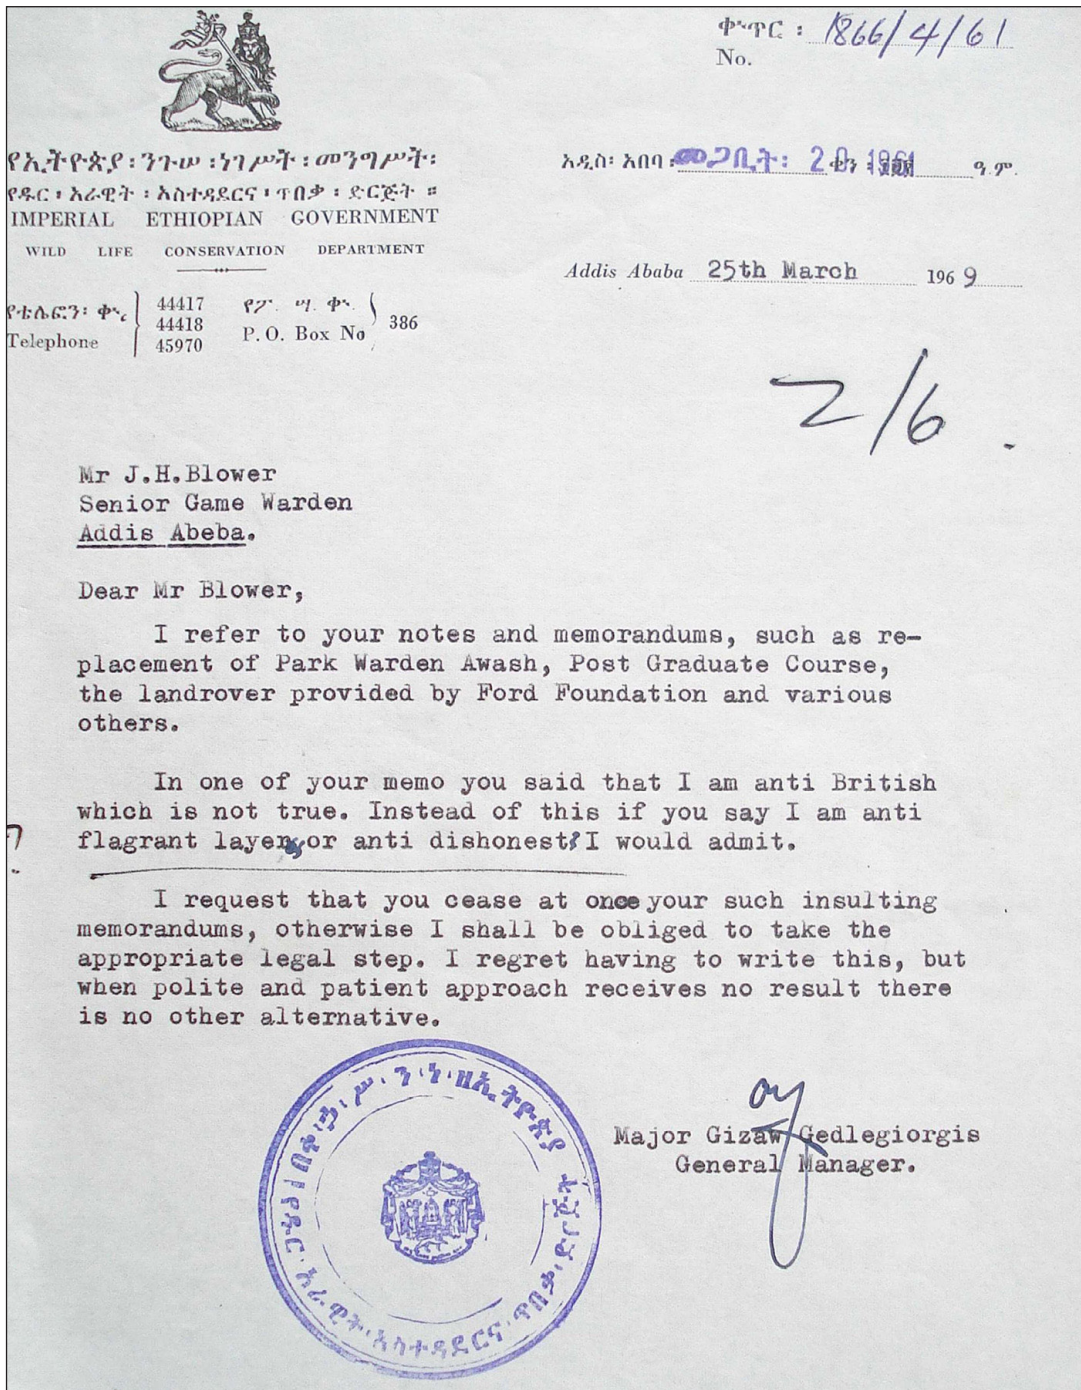 ቀጥር ፡ 1866/4/61
No.
የኢትዮጵያ፡ንጉሠ፡ነገሥት፡መንግሥት፡
የዱር፡አራዊት፡አስተዳደርና፡ጥበቃ፡ድርጅት።
IMPERIAL ETHIOPIAN GOVERNMENT
WILD LIFE CONSERVATION DEPARTMENT
አዲስ፡ አበባ፡ መጋቢት፡ ቀን፡ 1961 ዓ.ም.
Addis Ababa 25th March 1969
የቴሌፎን፡ ቀ፡
Telephone
44417
44418
45970
የፖ. ሣ. ቀ.
P.O. Box No 386
2/6
Mr J.H.Blower
Senior Game Warden
Addis Abeba.
Dear Mr Blower,
I refer to your notes and memorandums, such as re-
placement of Park Warden Awash, Post Graduate Course,
the landrover provided by Ford Foundation and various
others.
In one of your memo you said that I am anti British
which is not true. Instead of this if you say I am anti
flagrant layers, or anti dishonest, I would admit.
I request that you cease at once your such insulting
memorandums, otherwise I shall be obliged to take the
appropriate legal step. I regret having to write this, but
when polite and patient approach receives no result there
is no other alternative.
Major Gizaw Gedlegiorgis
General Manager.
የዱር፡አራዊት፡አስተዳደርና፡ጥበቃ፡ድርጅት